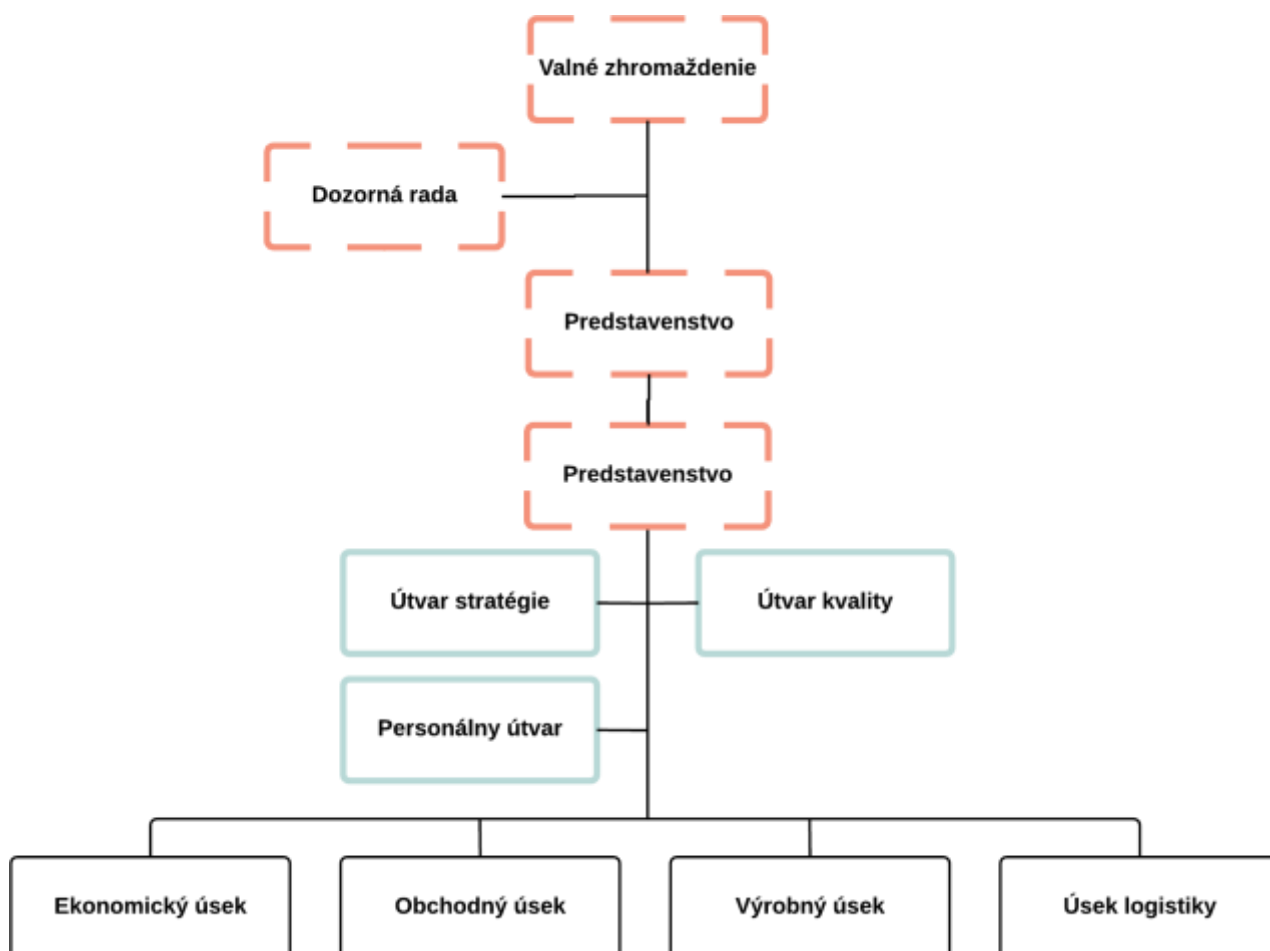 Valné zhromaždenie
Dozorná rada
Predstavenstvo
Predstavenstvo
Útvar stratégie
Útvar kvality
Personálny útvar
Ekonomický úsek
Obchodný úsek
Výrobný úsek
Úsek logistiky